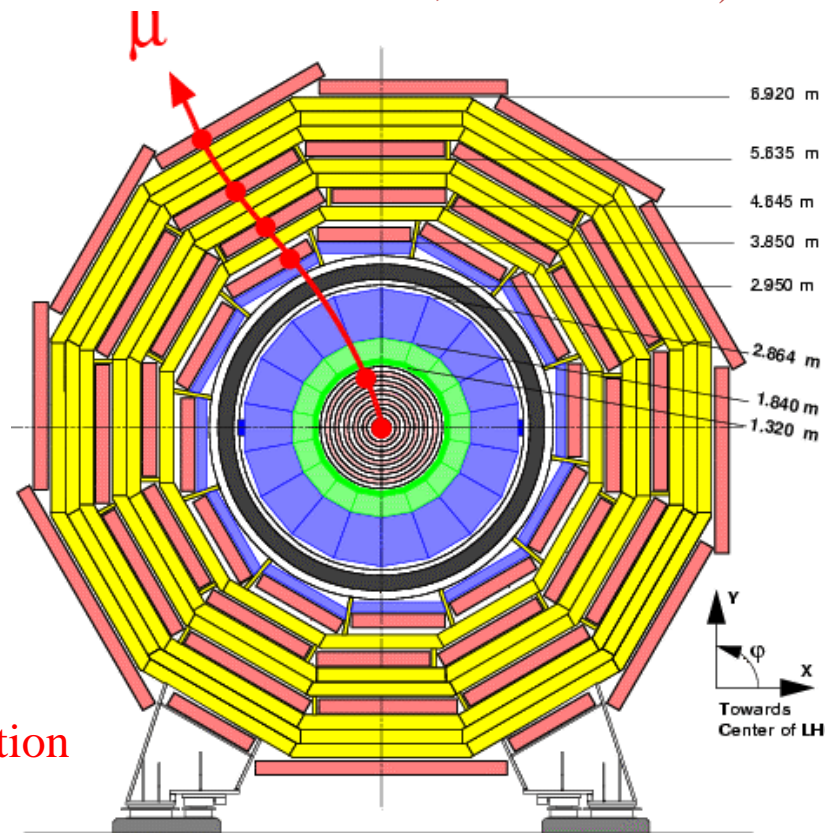 μ
6.920 m
5.635 m
4.645 m
3.850 m
2.950 m
2.864 m
1.840 m
1.320 m
Y
φ
X
Towards
Center of LH
tion